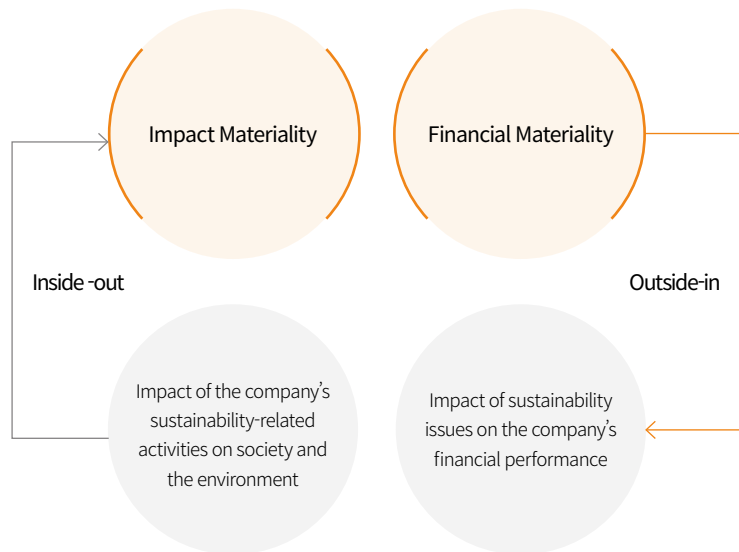 Impact Materiality
Financial Materiality
Inside -out
Outside-in
Impact of the company’s
sustainability-related
activities on society and
the environment
Impact of sustainability
issues on the company’s
financial performance